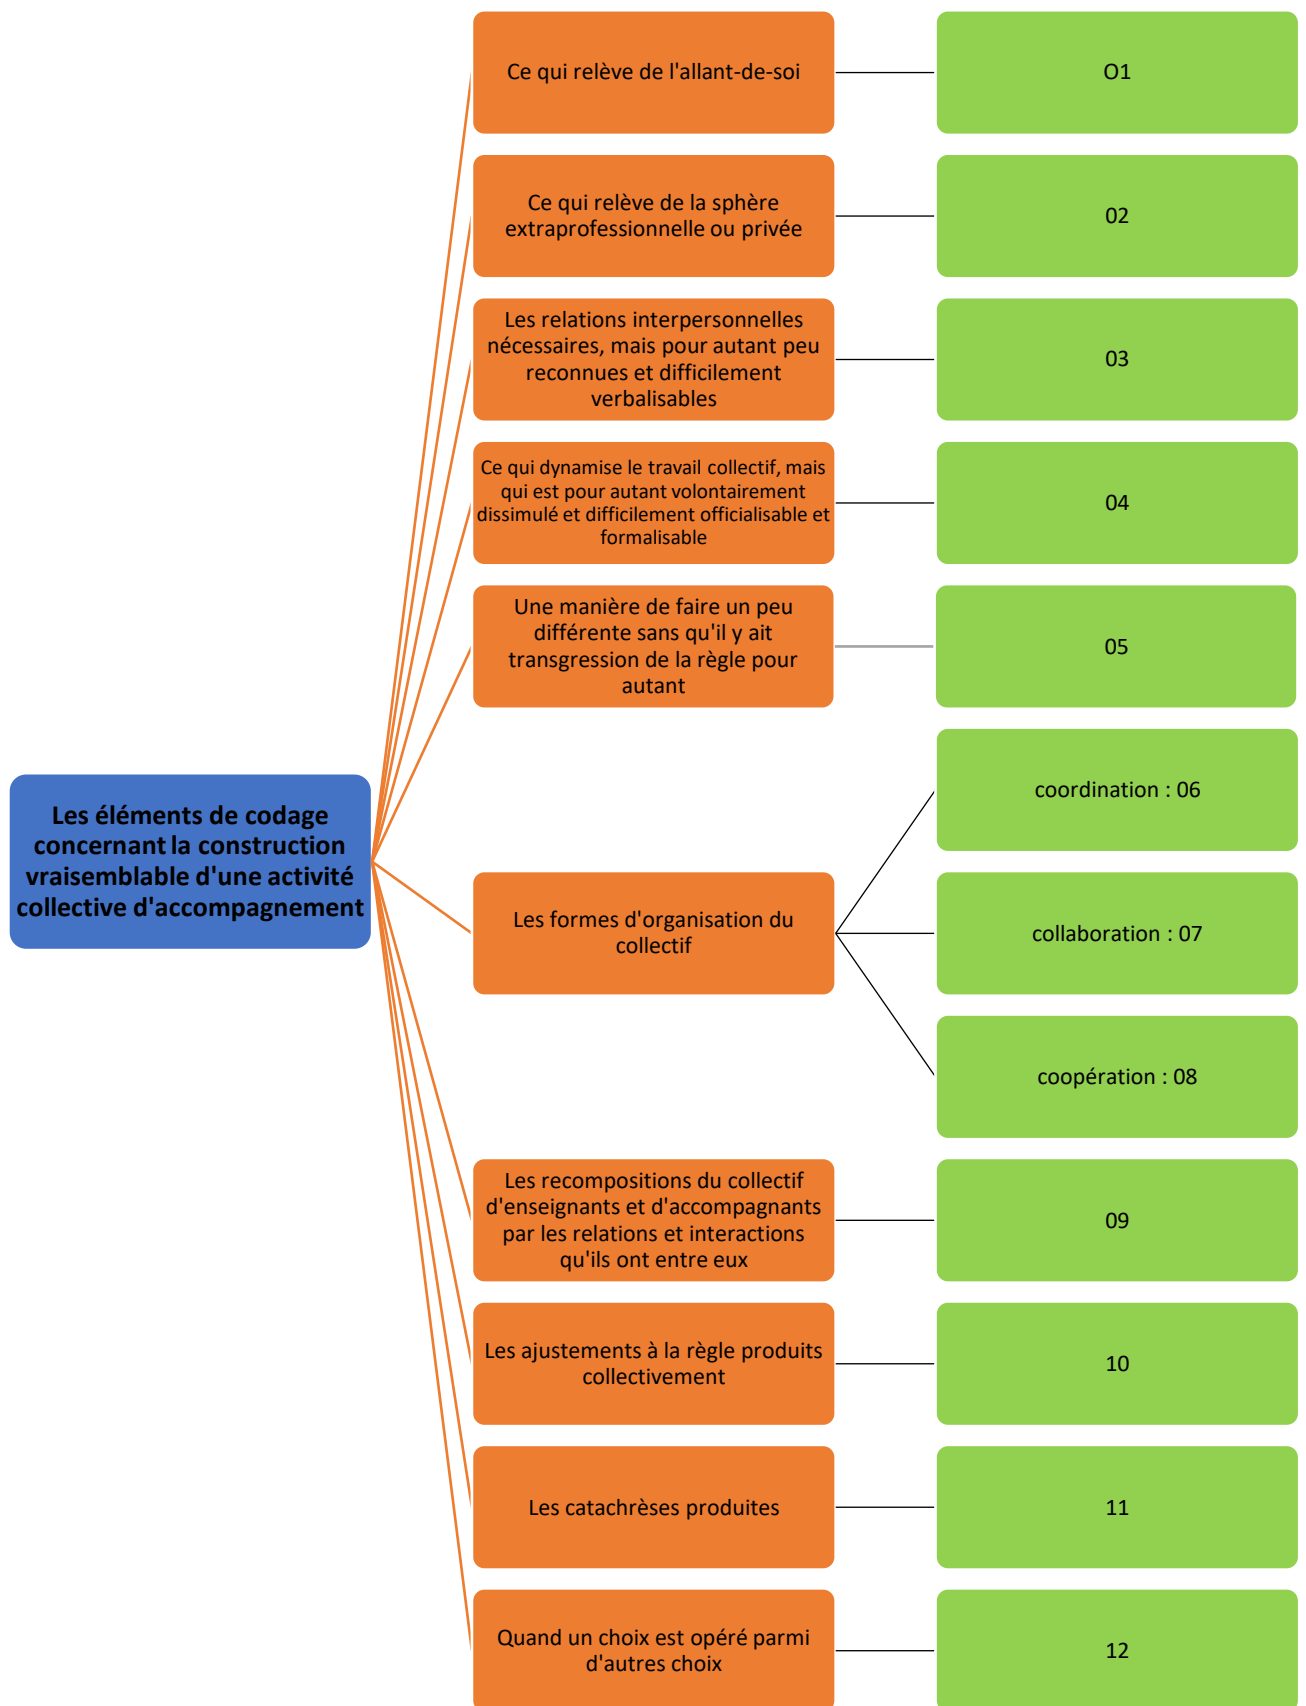 Ce qui relève de l'allant-de-soi
O1
Ce qui relève de la sphère
extraprofessionnelle ou privée
02
Les relations interpersonnelles
nécessaires, mais pour autant peu
reconnues et difficilement
verbalisables
03
Ce qui dynamise le travail collectif, mais
qui est pour autant volontairement
dissimulé et difficilement officialisable et
formalisable
04
Une manière de faire un peu
différente sans qu'il y ait
transgression de la règle pour
autant
05
Les éléments de codage
concernant la construction
vraisemblable d'une activité
collective d'accompagnement
Les formes d'organisation du
collectif
coordination : 06
collaboration : 07
coopération : 08
Les recompositions du collectif
d'enseignants et d'accompagnants
par les relations et interactions
qu'ils ont entre eux
09
Les ajustements à la règle produits
collectivement
10
Les catachrèses produites
11
Quand un choix est opéré parmi
d'autres choix
12